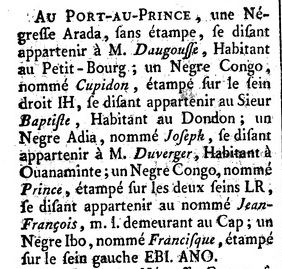 AU PORT-AU-PRINCE, une Né-
gresse Arada, sans étampe, se disant
appartenir à M. Daugousse, Habitant
au Petit-Bourg; un Negre Congo,
nommé Cupidon, étampé sur le sein
droit IH, se disant appartenir au Sieur
Baptiste, Habitant au Dondon; un
Negre Adia, nommé Joseph, se disant
appartenir à M. Duverger, Habitant à
Ouanaminte; un Negre Congo, nommé
Prince, étampé sur les deux seins LR,
se disant appartenir au nommé Jean-
François, m. l. demeurant au Cap; un
Negre Ibo, nommé Francisque, étampé
sur le sein gauche EBI. ANO.